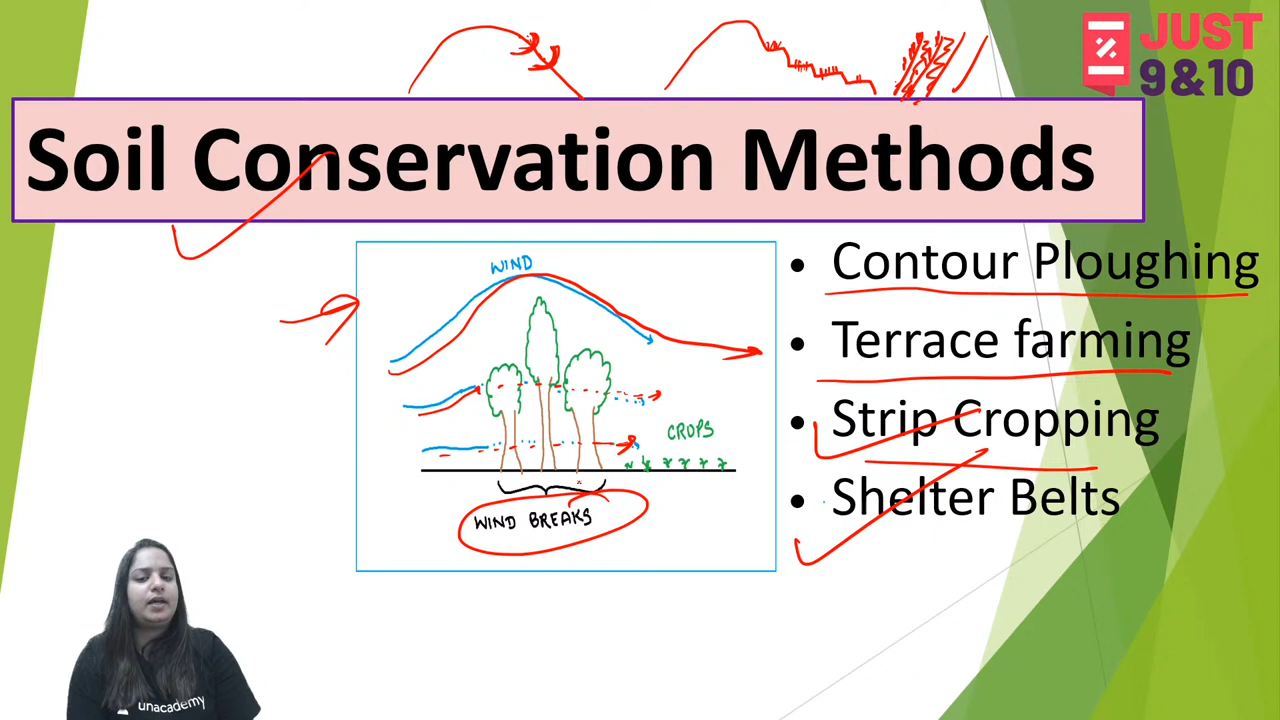 JUST
9&10
Soil Conservation Methods
WIND
CROPS
WIND BREAKS
• Contour Ploughing
• Terrace farming
• Strip Cropping
• Shelter Belts
unacademy